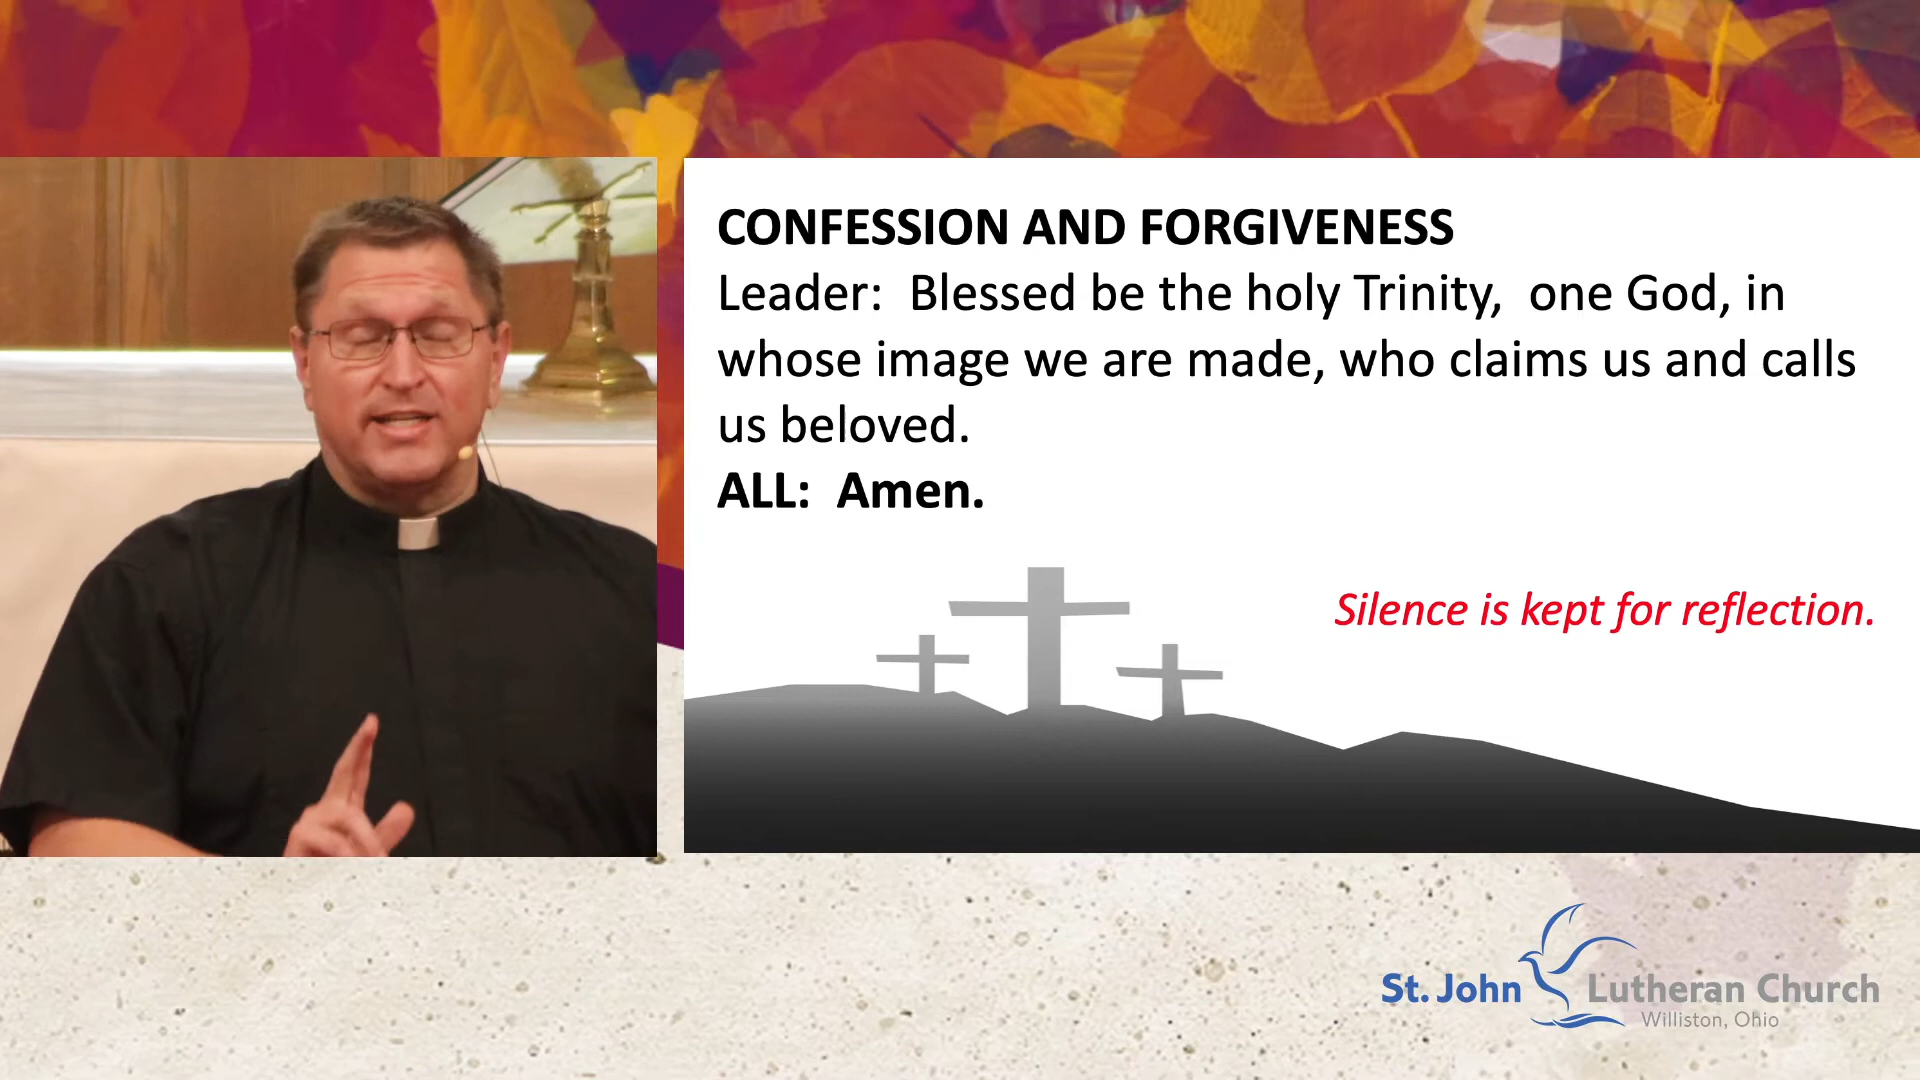 CONFESSION AND FORGIVENESS
Leader:  Blessed be the holy Trinity,  one God, in
whose image we are made, who claims us and calls
us beloved.
ALL:  Amen.
Silence is kept for reflection.
St. John Lutheran Church
Williston, Ohio